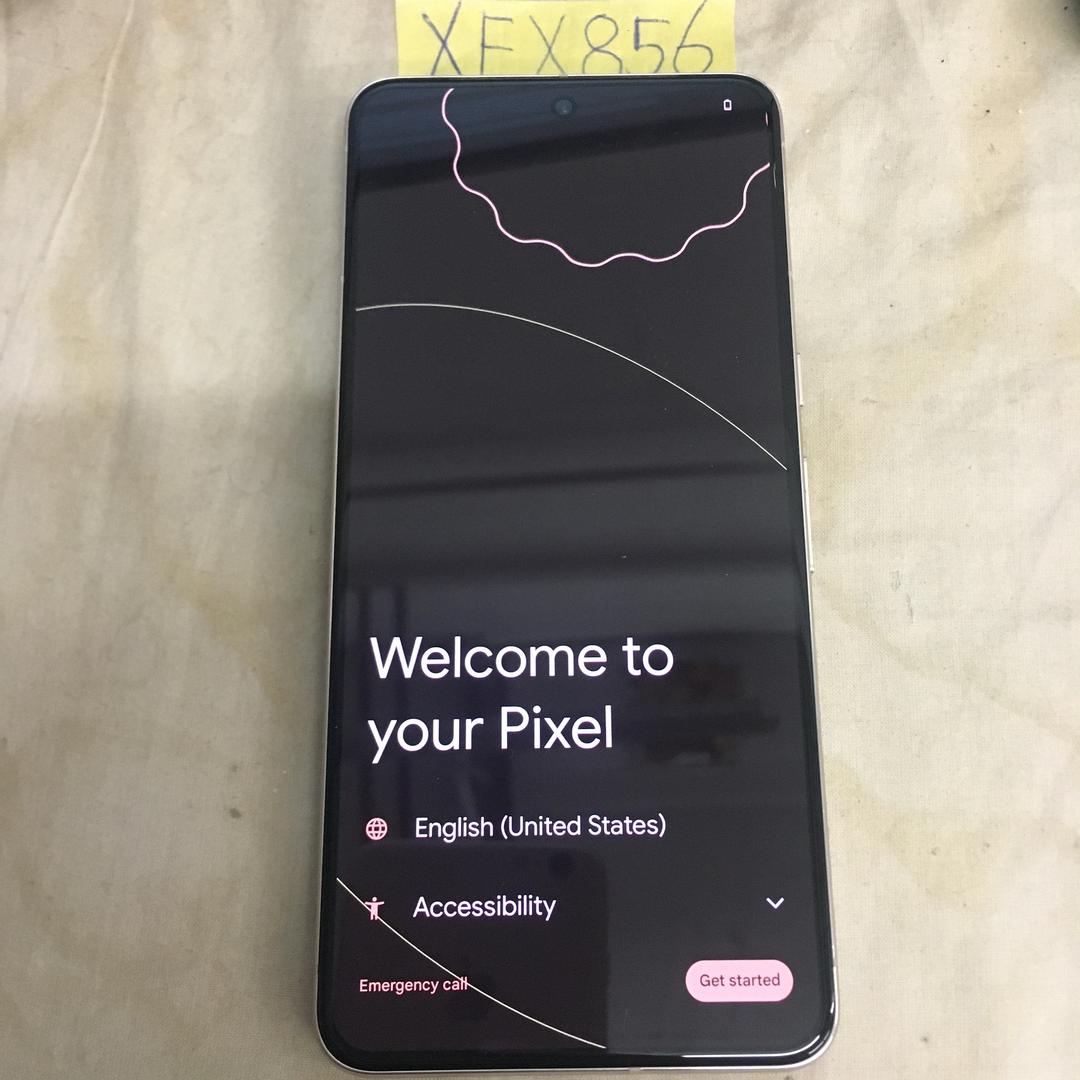 XFX856
Welcome to
your Pixel
English (United States)
Accessibility
Emergency call
Get started